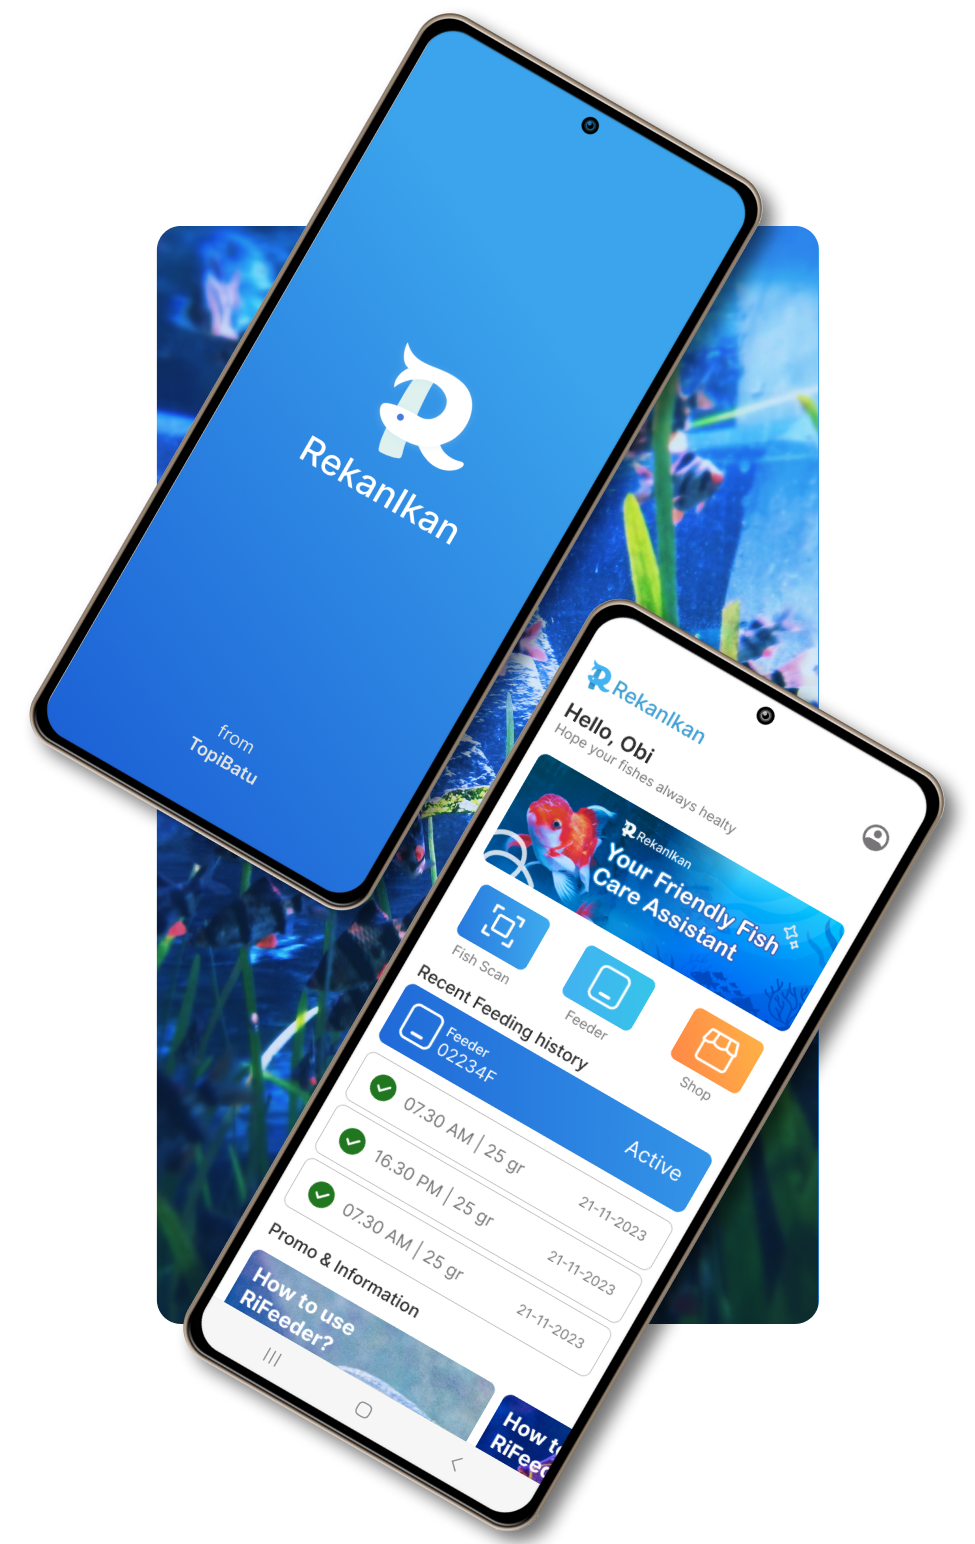 RekanIkan
from
TopiBatu
RekanIkan
Hello, Obi
Hope your fishes always healty
RekanIkan
Your Friendly Fish
Care Assistant
Fish Scan
Feeder
Shop
Recent Feeding history
Feeder
02234F
Active
07.30 AM | 25 gr
21-11-2023
16.30 PM | 25 gr
21-11-2023
07.30 AM | 25 gr
21-11-2023
Promo & Information
How to use
RiFeeder?
How